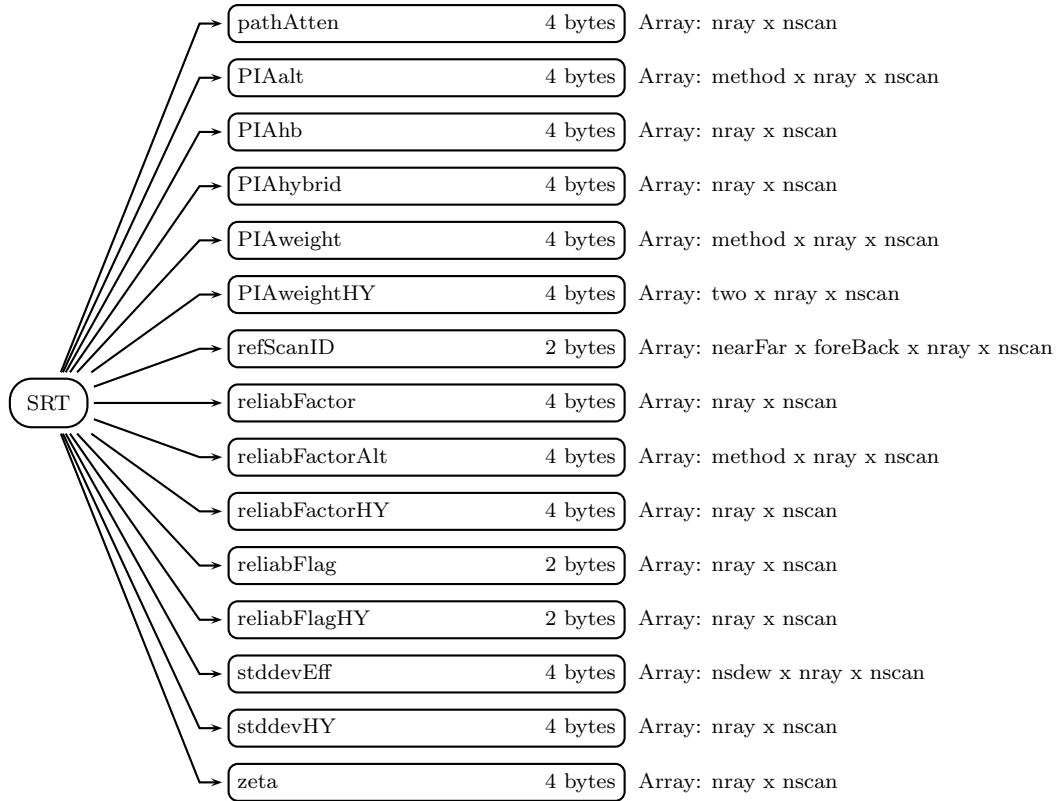 pathAtten 4 bytes Array: nray x nscan
PIAalt 4 bytes Array: method x nray x nscan
PIAhb 4 bytes Array: nray x nscan
PIAhybrid 4 bytes Array: nray x nscan
PIAweight 4 bytes Array: method x nray x nscan
PIAweightHY 4 bytes Array: two x nray x nscan
refScanID 2 bytes Array: nearFar x foreBack x nray x nscan
SRT reliabFactor 4 bytes Array: nray x nscan
reliabFactorAlt 4 bytes Array: method x nray x nscan
reliabFactorHY 4 bytes Array: nray x nscan
reliabFlag 2 bytes Array: nray x nscan
reliabFlagHY 2 bytes Array: nray x nscan
stddevEff 4 bytes Array: nsdew x nray x nscan
stddevHY 4 bytes Array: nray x nscan
zeta 4 bytes Array: nray x nscan